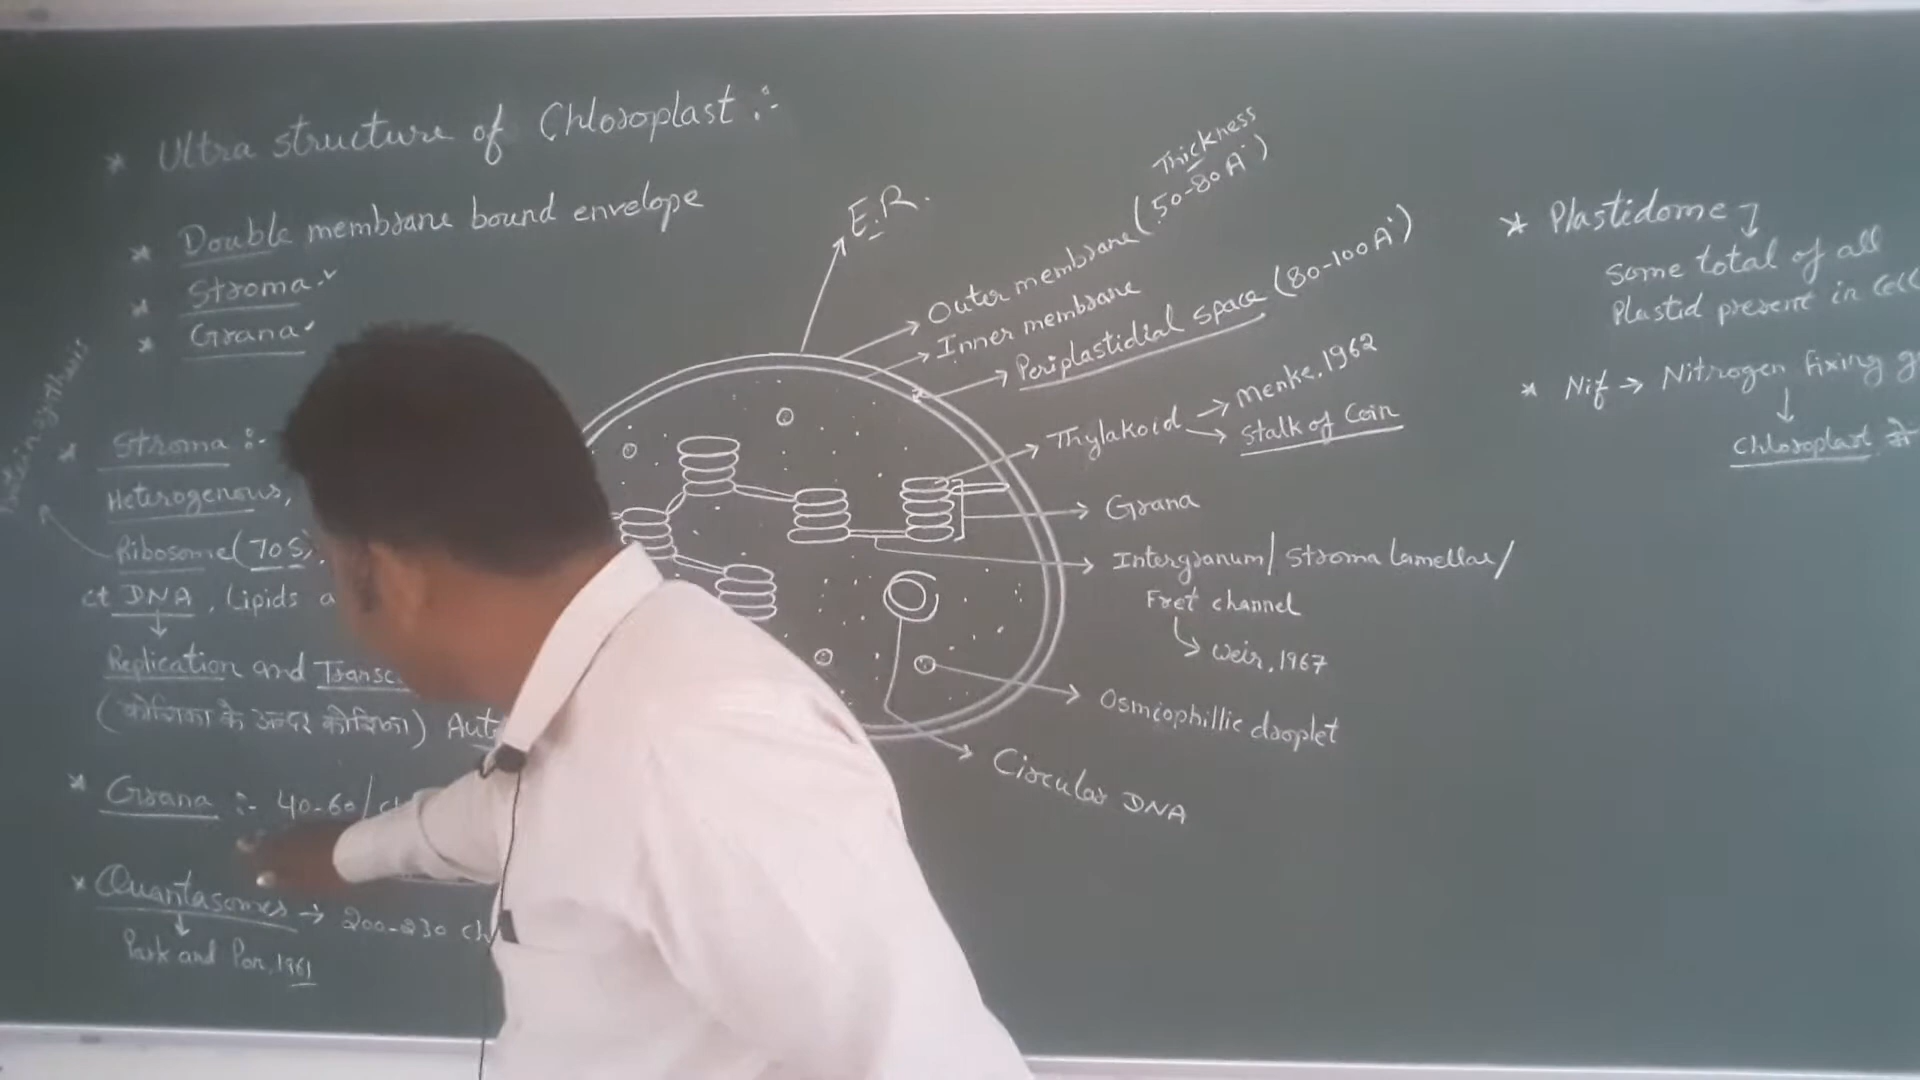 * Ultra structure of Chloroplast :-
* Double membrane bound envelope
* Stroma
* Grana
* Stroma :-
Heterogenous,
Ribosome (70S)
ct DNA, Lipids
Replication and Transc
(कोशिका के अन्दर कोशिका) Aut
* Grana :- 40-60/
* Quantasomes → 200-230
Park and Pon, 1961
E.R.
Thickness
Outer membrane (50-80 A°)
Inner membrane
Periplastidial space (80-100 A°)
Thylakoid → Menke, 1962
→ Stalk of Coin
Grana
Intergranum / Stroma lamellar /
Fret channel
Weir, 1967
Osmiophillic droplet
Circular DNA
* Plastidome
Some total of all
Plastid present in cell
* Nif → Nitrogen fixing
Chloroplast में